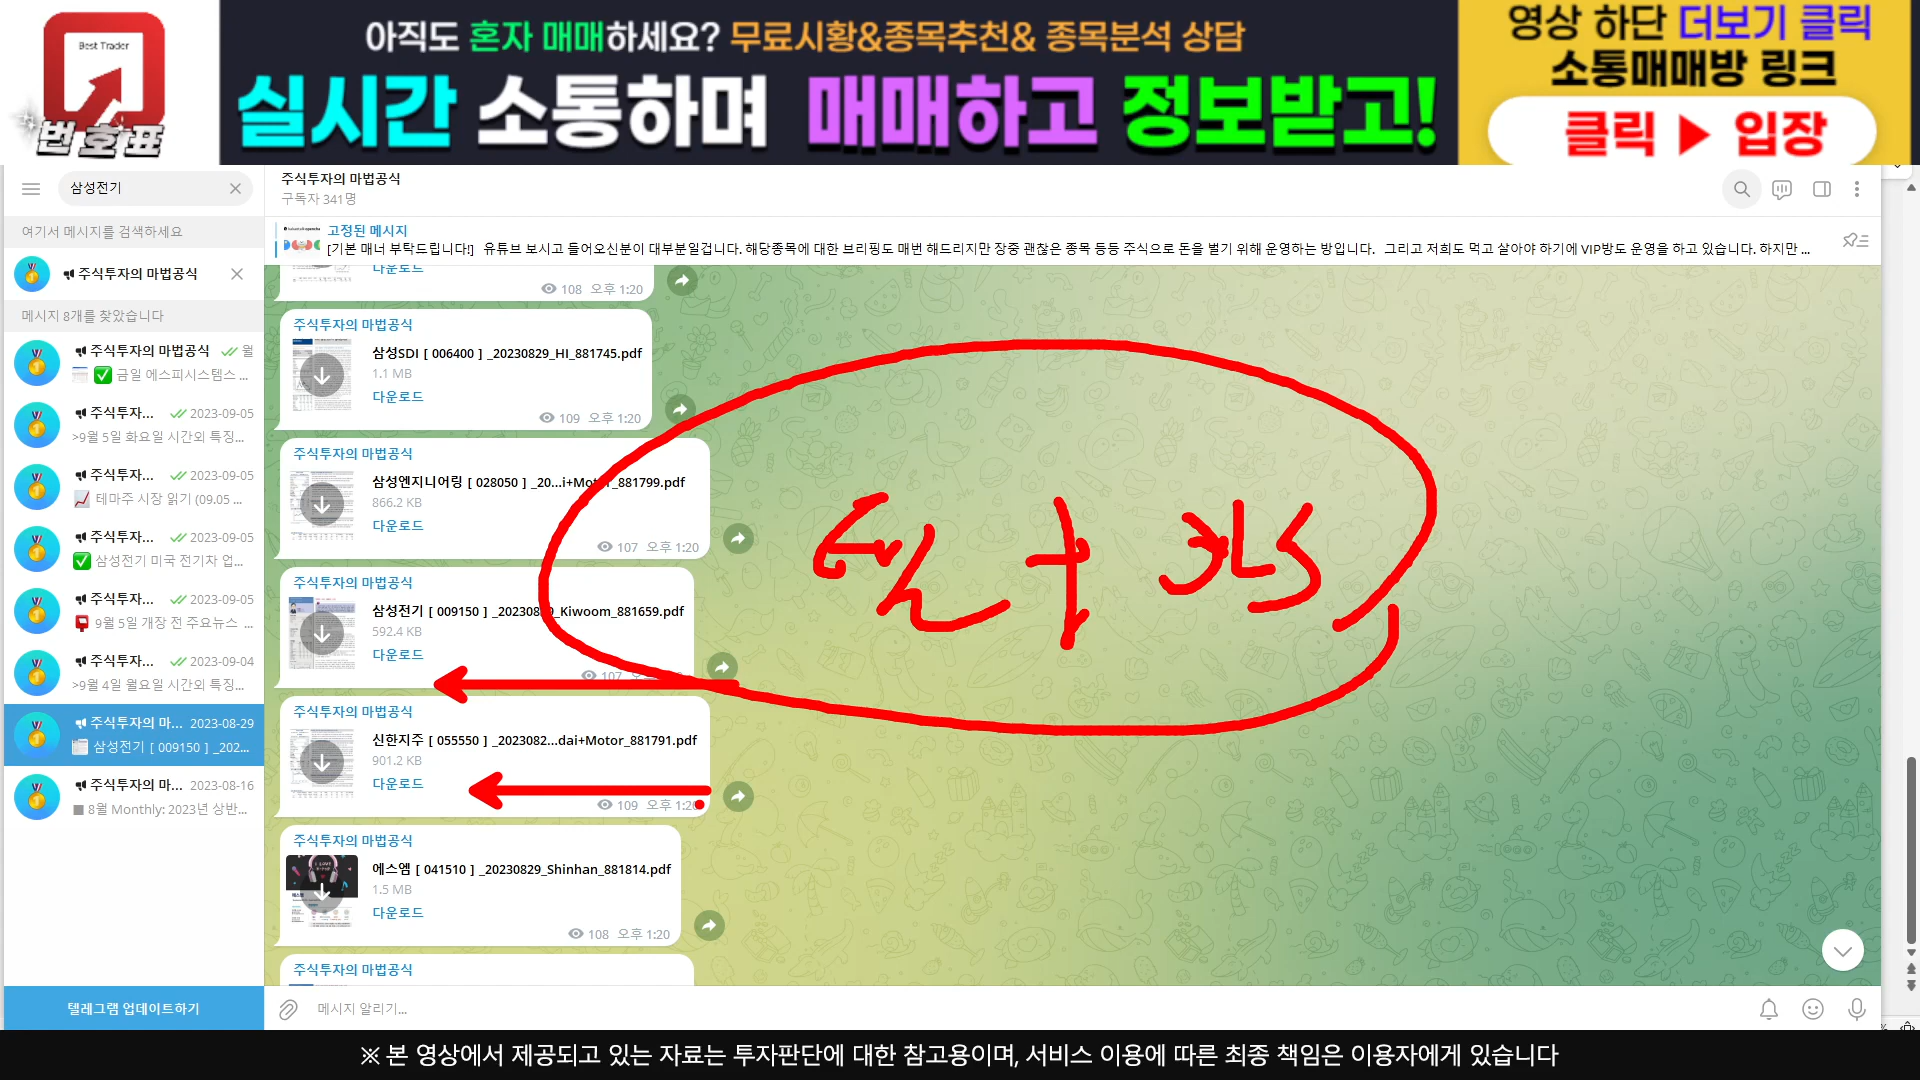 Best Trader
번호표
아직도 혼자 매매하세요? 무료시황&종목추천& 종목분석 상담
실시간 소통하며 매매하고 정보받고!
영상 하단 더보기 클릭
소통매매방 링크
클릭 ▶ 입장
삼성전기
여기서 메시지를 검색하세요
주식투자의 마법공식
메시지 8개를 찾았습니다
주식투자의 마법공식 월
금일 에스피시스템스 ...
주식투자... 2023-09-05
>9월 5일 화요일 시간외 특징...
주식투자... 2023-09-05
테마주 시장 읽기 (09.05 ...
주식투자... 2023-09-05
삼성전기 미국 전기차 업...
주식투자... 2023-09-05
9월 5일 개장 전 주요뉴스 ...
주식투자... 2023-09-04
>9월 4일 월요일 시간외 특징...
주식투자의 마... 2023-08-29
삼성전기 [ 009150 ] _202...
주식투자의 마... 2023-08-16
■ 8월 Monthly: 2023년 상반...
텔레그램 업데이트하기
주식투자의 마법공식
구독자 341명
고정된 메시지
[기본 매너 부탁드립니다!] 유튜브 보시고 들어오신분이 대부분일겁니다. 해당종목에 대한 브리핑도 매번 해드리지만 장중 괜찮은 종목 등등 주식으로 돈을 벌기 위해 운영하는 방입니다. 그리고 저희도 먹고 살아야 하기에 VIP방도 운영을 하고 있습니다. 하지만 ...
다운로드
108 오후 1:20
주식투자의 마법공식
삼성SDI [ 006400 ] _20230829_HI_881745.pdf
1.1 MB
다운로드
109 오후 1:20
주식투자의 마법공식
삼성엔지니어링 [ 028050 ] _20...i+Motor_881799.pdf
866.2 KB
다운로드
107 오후 1:20
주식투자의 마법공식
삼성전기 [ 009150 ] _20230829_Kiwoom_881659.pdf
592.4 KB
다운로드
107
주식투자의 마법공식
신한지주 [ 055550 ] _2023082...dai+Motor_881791.pdf
901.2 KB
다운로드
109 오후 1:20
주식투자의 마법공식
에스엠 [ 041510 ] _20230829_Shinhan_881814.pdf
1.5 MB
다운로드
108 오후 1:20
주식투자의 마법공식
메시지 알리기...
※ 본 영상에서 제공되고 있는 자료는 투자판단에 대한 참고용이며, 서비스 이용에 따른 최종 책임은 이용자에게 있습니다